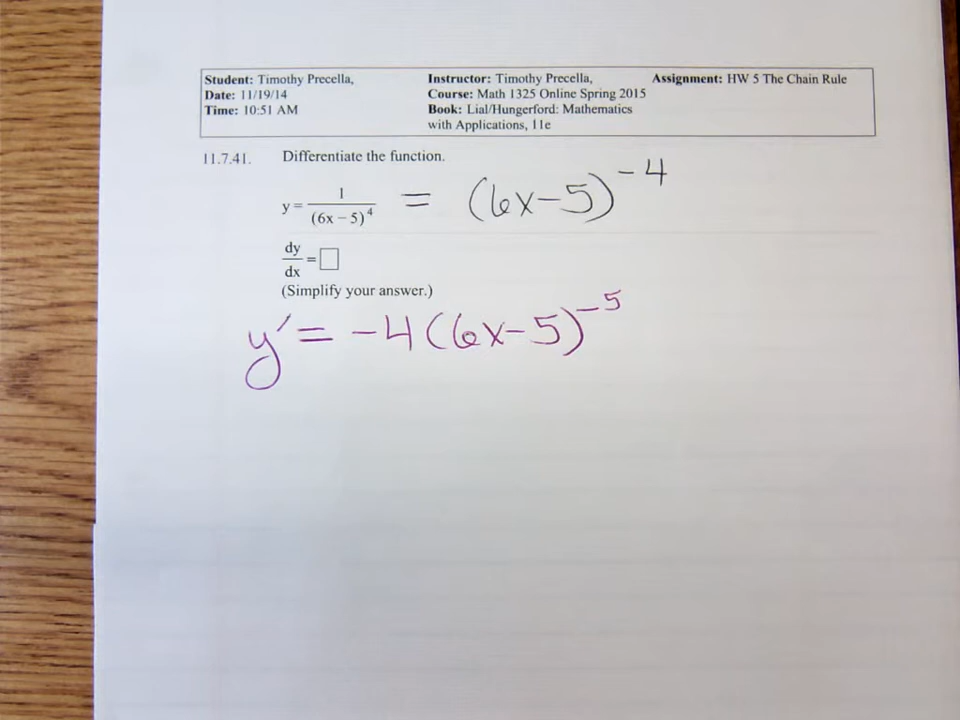 Student: Timothy Precella, Instructor: Timothy Precella, Assignment: HW 5 The Chain Rule
Date: 11/19/14 Course: Math 1325 Online Spring 2015
Time: 10:51 AM Book: Lial/Hungerford: Mathematics
with Applications, 11e
11.7.41. Differentiate the function.
y = 1/(6x − 5)⁴ = (6x−5)⁻⁴
dy/dx = □
(Simplify your answer.)
y′ = −4(6x−5)⁻⁵